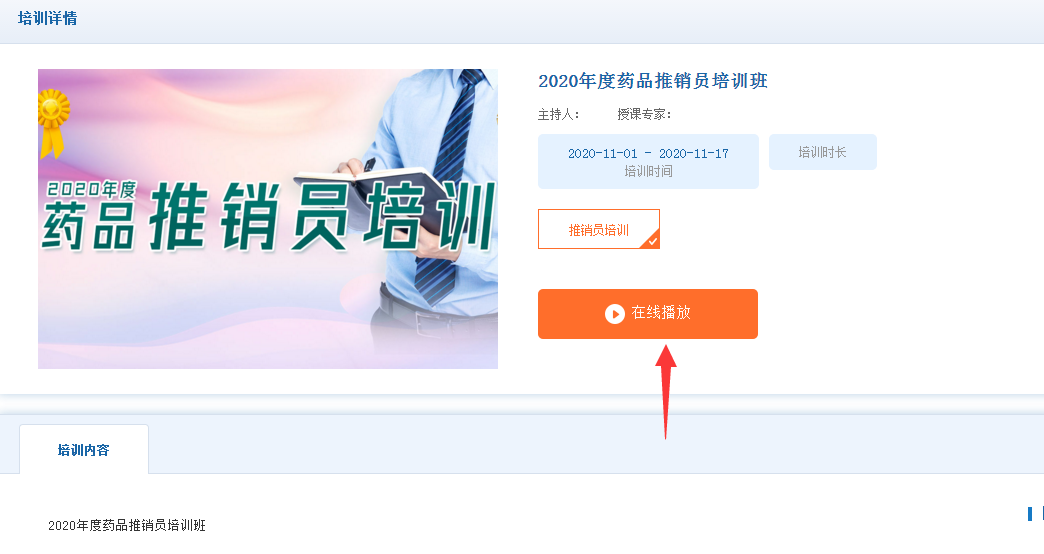 培训详情
2020年度
药品推销员培训
2020年度药品推销员培训班
主持人： 授课专家：
2020-11-01 - 2020-11-17
培训时间
培训时长
推销员培训
在线播放
培训内容
2020年度药品推销员培训班